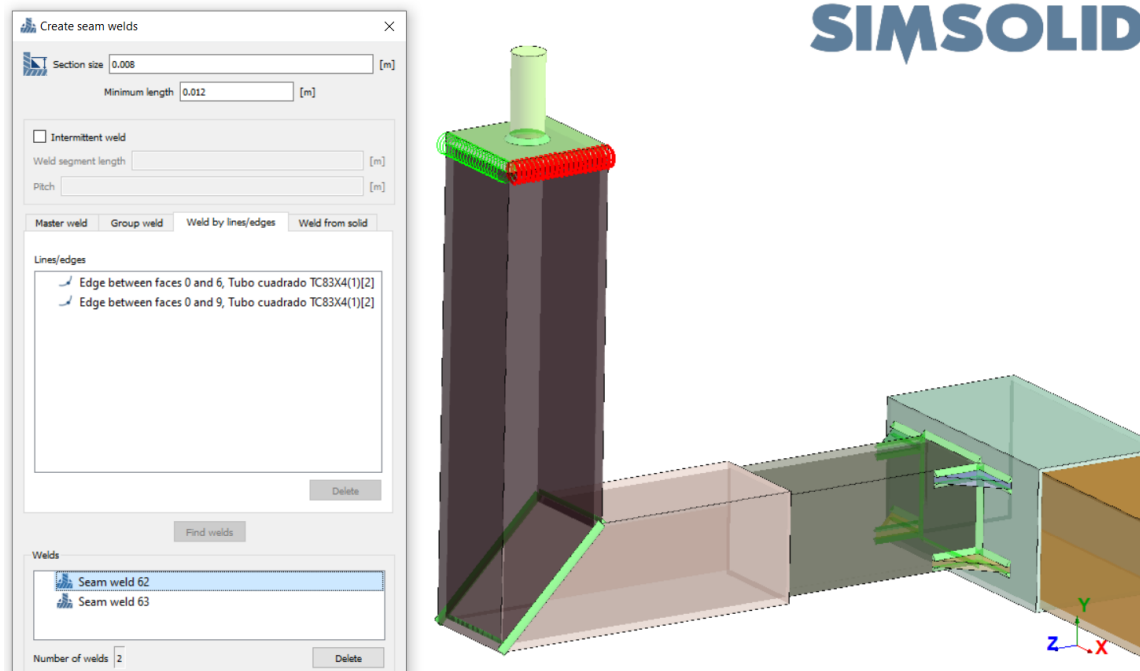 Create seam welds
SIMSOLID
Section size 0.008 [m]
Minimum length 0.012 [m]
Intermittent weld
Weld segment length [m]
Pitch [m]
Master weld Group weld Weld by lines/edges Weld from solid
Lines/edges
Edge between faces 0 and 6, Tubo cuadrado TC83X4(1)[2]
Edge between faces 0 and 9, Tubo cuadrado TC83X4(1)[2]
Delete
Find welds
Welds
Seam weld 62
Seam weld 63
Number of welds 2 Delete
Y
Z
X